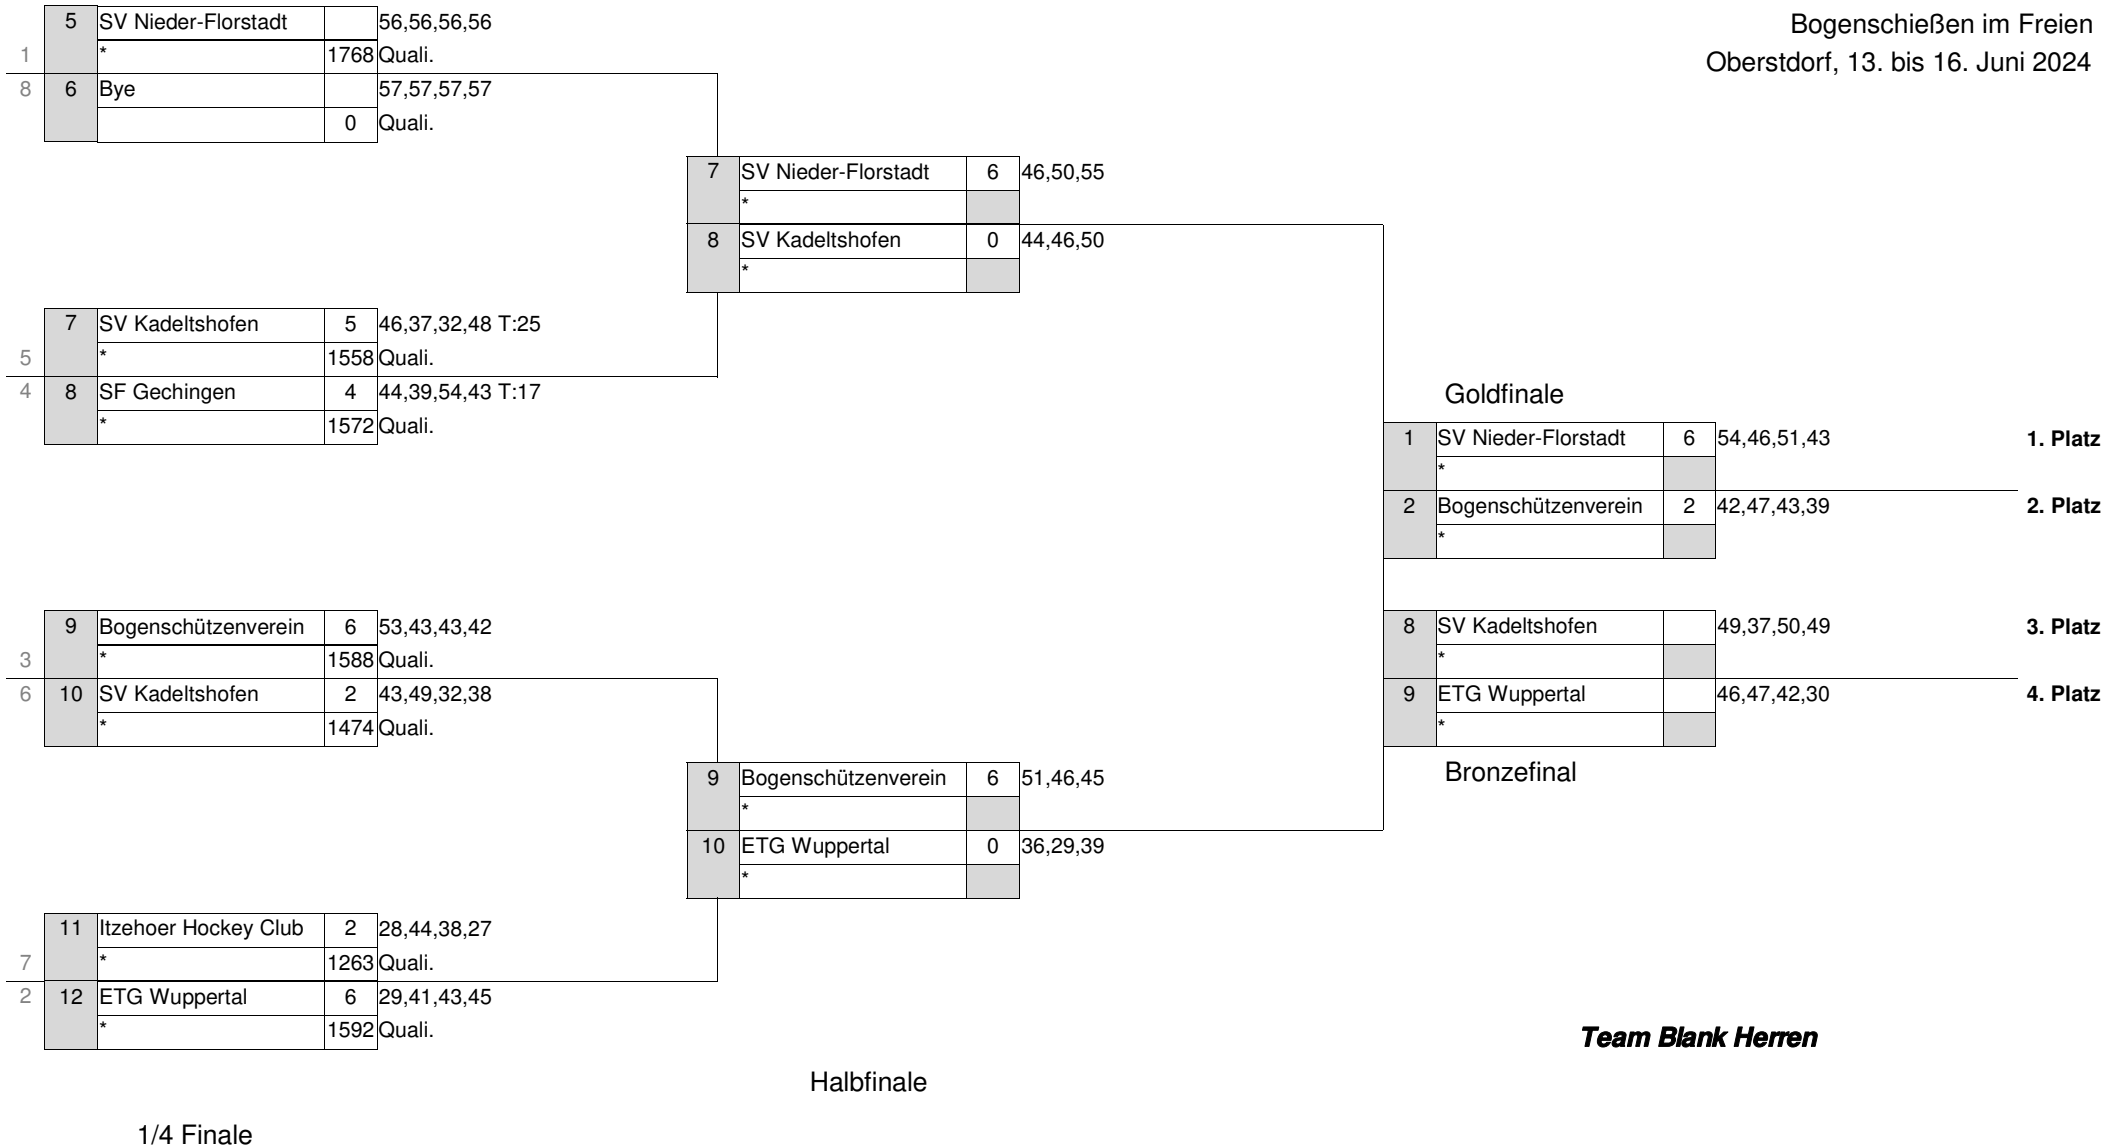 Bogenschießen im Freien
Oberstdorf, 13. bis 16. Juni 2024
5 SV Nieder-Florstadt 56,56,56,56
1 * 1768 Quali.
8 6 Bye 57,57,57,57
0 Quali.
7 SV Nieder-Florstadt 6 46,50,55
*
8 SV Kadeltshofen 0 44,46,50
*
7 SV Kadeltshofen 5 46,37,32,48 T:25
5 * 1558 Quali.
4 8 SF Gechingen 4 44,39,54,43 T:17
* 1572 Quali.
Goldfinale
1 SV Nieder-Florstadt 6 54,46,51,43 1. Platz
*
2 Bogenschützenverein 2 42,47,43,39 2. Platz
*
9 Bogenschützenverein 6 53,43,43,42
3 * 1588 Quali.
6 10 SV Kadeltshofen 2 43,49,32,38
* 1474 Quali.
8 SV Kadeltshofen 49,37,50,49 3. Platz
*
9 ETG Wuppertal 46,47,42,30 4. Platz
*
Bronzefinal
9 Bogenschützenverein 6 51,46,45
*
10 ETG Wuppertal 0 36,29,39
*
11 Itzehoer Hockey Club 2 28,44,38,27
7 * 1263 Quali.
2 12 ETG Wuppertal 6 29,41,43,45
* 1592 Quali.
Team Blank Herren
Halbfinale
1/4 Finale